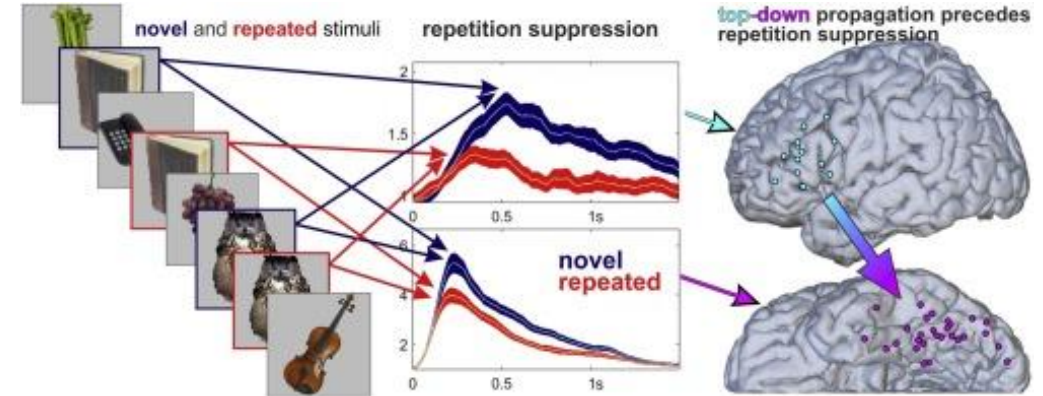 novel and repeated stimuli
repetition suppression
top-down propagation precedes
repetition suppression
2
1.5
1
0
0.5
1s
6
4
2
novel
repeated
0
0.5
1s